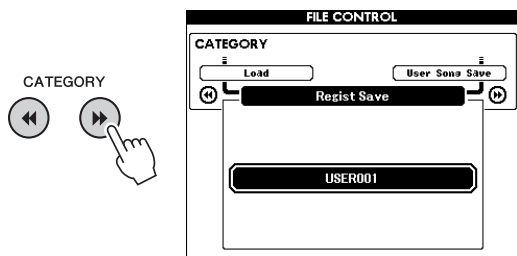 FILE CONTROL
CATEGORY
Load
User Song Save
CATEGORY
Regist Save
USER001